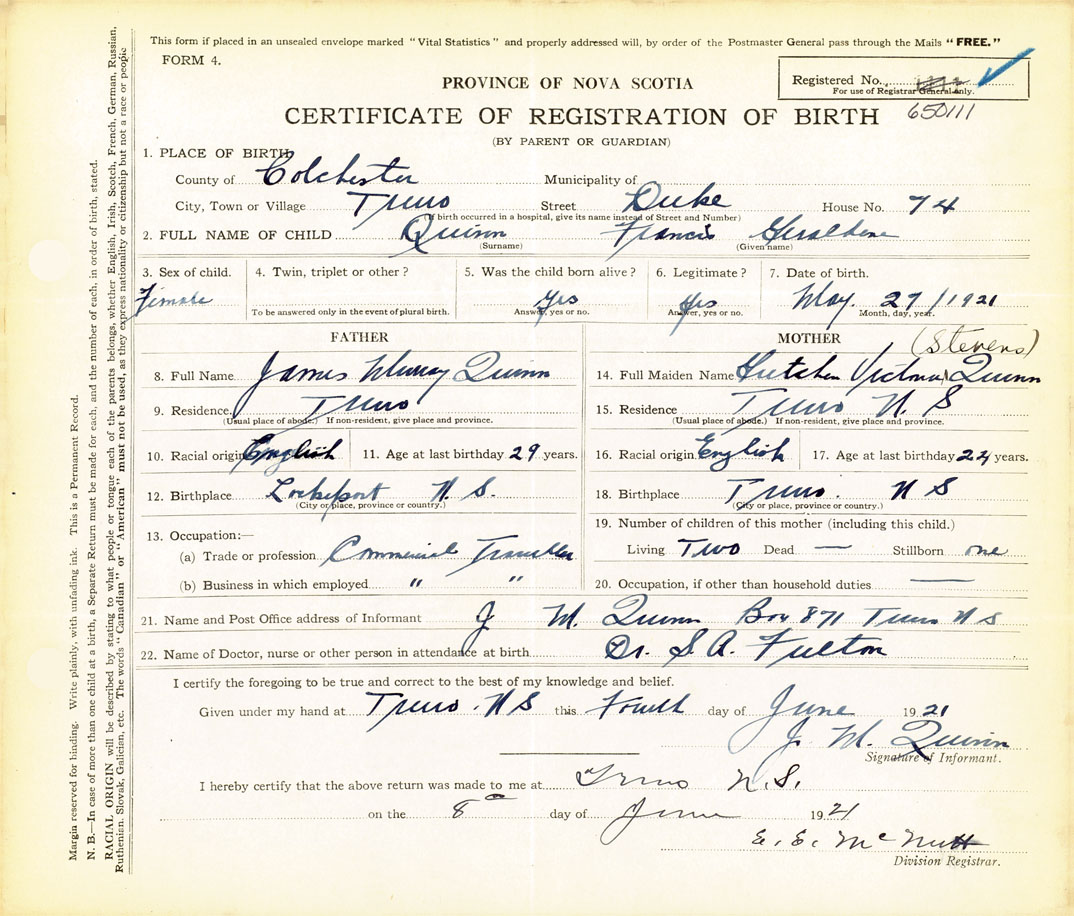 This form if placed in an unsealed envelope marked "Vital Statistics" and properly addressed will, by order of the Postmaster General pass through the Mails "FREE."
FORM 4.
Registered No.
For use of Registrar General only.
650111
PROVINCE OF NOVA SCOTIA
CERTIFICATE OF REGISTRATION OF BIRTH
(BY PARENT OR GUARDIAN)
1. PLACE OF BIRTH
County of Colchester Municipality of
City, Town or Village Truro Street Duke House No. 74
(If birth occurred in a hospital, give its name instead of Street and Number)
2. FULL NAME OF CHILD Quinn Francis Geraldene
(Surname) (Given name)
3. Sex of child. 4. Twin, triplet or other? 5. Was the child born alive? 6. Legitimate? 7. Date of birth.
Female Yes Yes May. 27/1921
To be answered only in the event of plural birth. Answer, yes or no. Answer, yes or no. Month, day, year.
FATHER
8. Full Name James Murray Quinn
9. Residence Truro
(Usual place of abode.) If non-resident, give place and province.
10. Racial origin English 11. Age at last birthday 29 years.
12. Birthplace Lockeport N. S.
(City or place, province or country.)
13. Occupation:—
(a) Trade or profession Commercial Traveller
(b) Business in which employed " "
MOTHER (Stevens)
14. Full Maiden Name Gretchen Victoria Quinn
15. Residence Truro N. S
(Usual place of abode.) If non-resident, give place and province.
16. Racial origin English 17. Age at last birthday 24 years.
18. Birthplace Truro. N S
(City or place, province or country.)
19. Number of children of this mother (including this child.)
Living Two Dead — Stillborn one
20. Occupation, if other than household duties —
21. Name and Post Office address of Informant J M. Quinn Box 871 Truro N S
22. Name of Doctor, nurse or other person in attendance at birth Dr. S. A. Fulton
I certify the foregoing to be true and correct to the best of my knowledge and belief.
Given under my hand at Truro. N S this Fourth day of June 1921
J. M. Quinn
Signature of Informant.
I hereby certify that the above return was made to me at Truro N. S.
on the 8th day of June 1921
E. E. McNutt
Division Registrar.
Margin reserved for binding. Write plainly, with unfading ink. This is a Permanent Record.
N. B.—In case of more than one child at a birth, a Separate Return must be made for each, and the number of each, in order of birth, stated.
RACIAL ORIGIN will be described by stating to what people or tongue each of the parents belongs, whether English, Irish, Scotch, French, German, Russian,
Ruthenian, Slovak, Galician, etc. The words "Canadian" or "American" must not be used, as they express nationality or citizenship but not a race or people